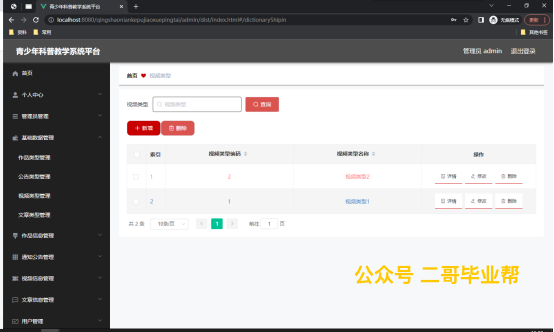 青少年科普教学系统平台
localhost:8080/qingshaoniankepujiaoxuepingtai/admin/dist/index.html#/dictionaryShipin
无痕模式
更新
资料 常用
其他书签
青少年科普教学系统平台
管理员 admin 退出登录
首页
个人中心
管理员管理
基础数据管理
作品类型管理
公告类型管理
视频类型管理
文章类型管理
作品信息管理
通知公告管理
视频信息管理
文章信息管理
用户管理
首页 视频类型
视频类型 视频类型 查询
+ 新增 删除
索引 视频类型编码 视频类型名称 操作
1 2 视频类型2 详情 修改 删除
2 1 视频类型1 详情 修改 删除
共 2 条 10条/页 < 1 > 前往 1 页
公众号 二哥毕业帮